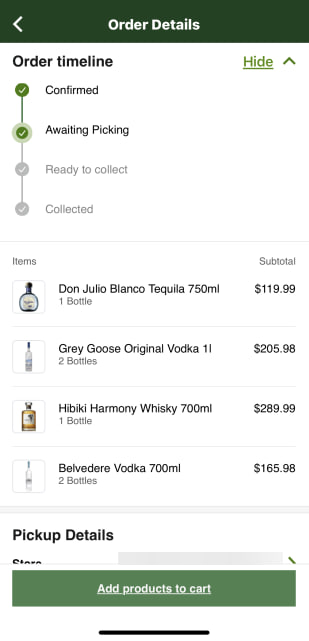 Order Details
Order timeline Hide
Confirmed
Awaiting Picking
Ready to collect
Collected
Items Subtotal
Don Julio Blanco Tequila 750ml $119.99
1 Bottle
Grey Goose Original Vodka 1l $205.98
2 Bottles
Hibiki Harmony Whisky 700ml $289.99
1 Bottle
Belvedere Vodka 700ml $165.98
2 Bottles
Pickup Details
Store
Add products to cart